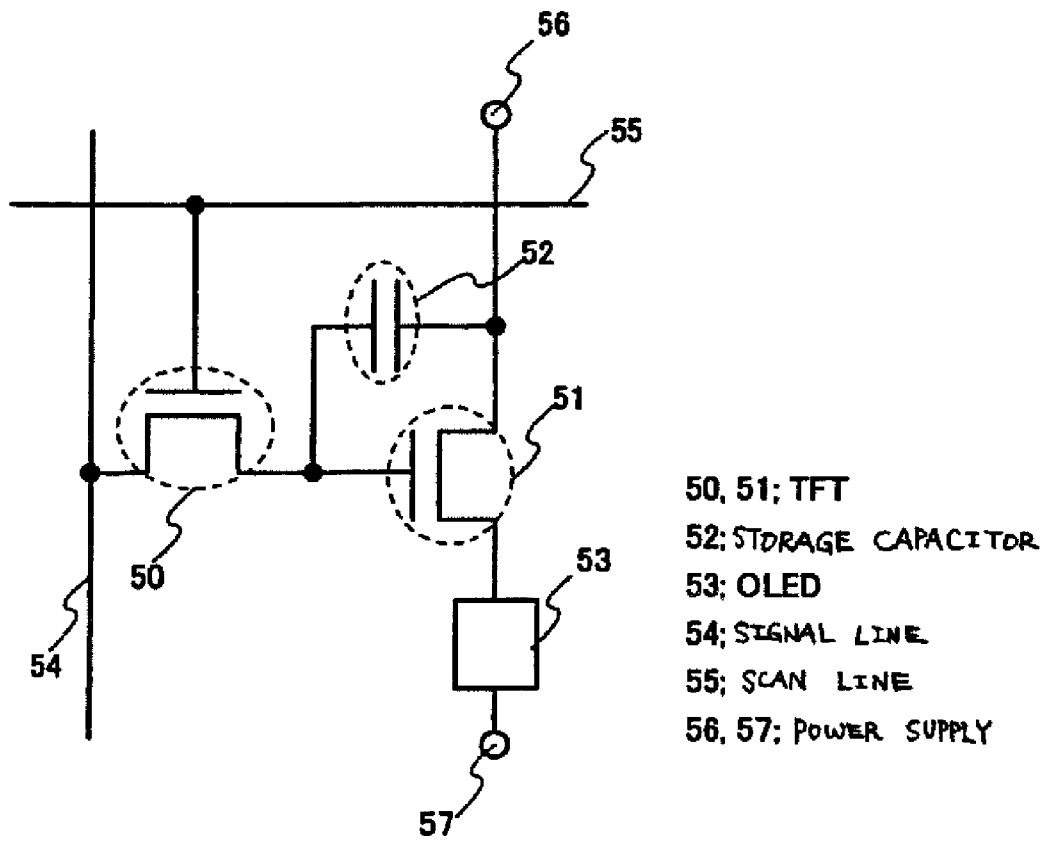 56
55
52
51
50
53
54
57
50, 51; TFT
52; STORAGE CAPACITOR
53; OLED
54; SIGNAL LINE
55; SCAN LINE
56, 57; POWER SUPPLY